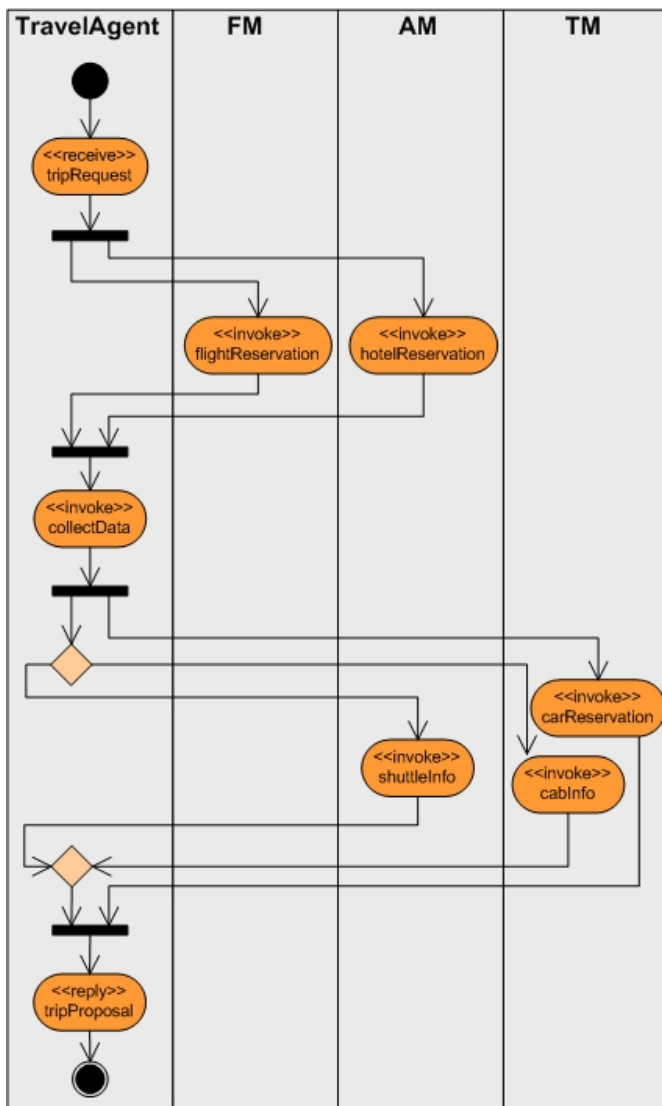 TravelAgent FM AM TM
<<receive>>
tripRequest
<<invoke>>
flightReservation
<<invoke>>
hotelReservation
<<invoke>>
collectData
<<invoke>>
carReservation
<<invoke>>
shuttleInfo
<<invoke>>
cabInfo
<<reply>>
tripProposal